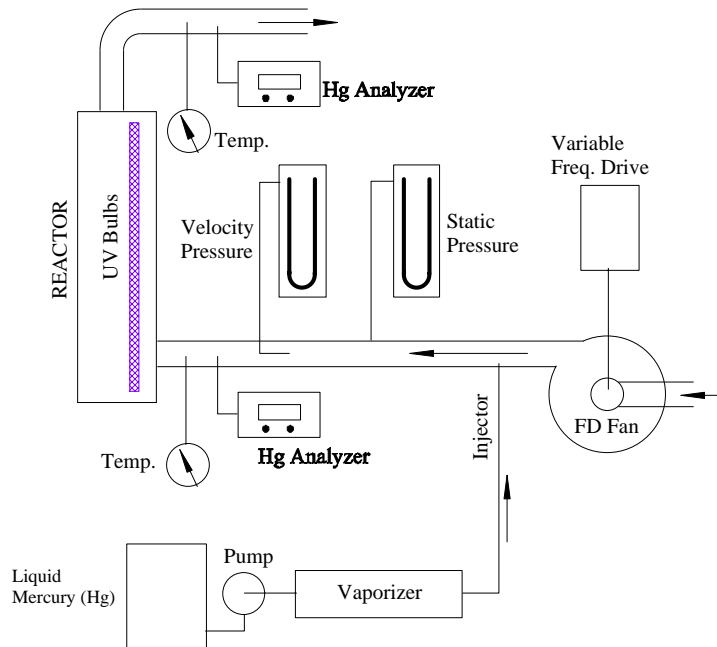 Hg Analyzer
Temp.
Variable
Freq. Drive
REACTOR
UV Bulbs
Velocity
Pressure
Static
Pressure
FD Fan
Injector
Temp.
Hg Analyzer
Pump
Liquid
Mercury (Hg)
Vaporizer